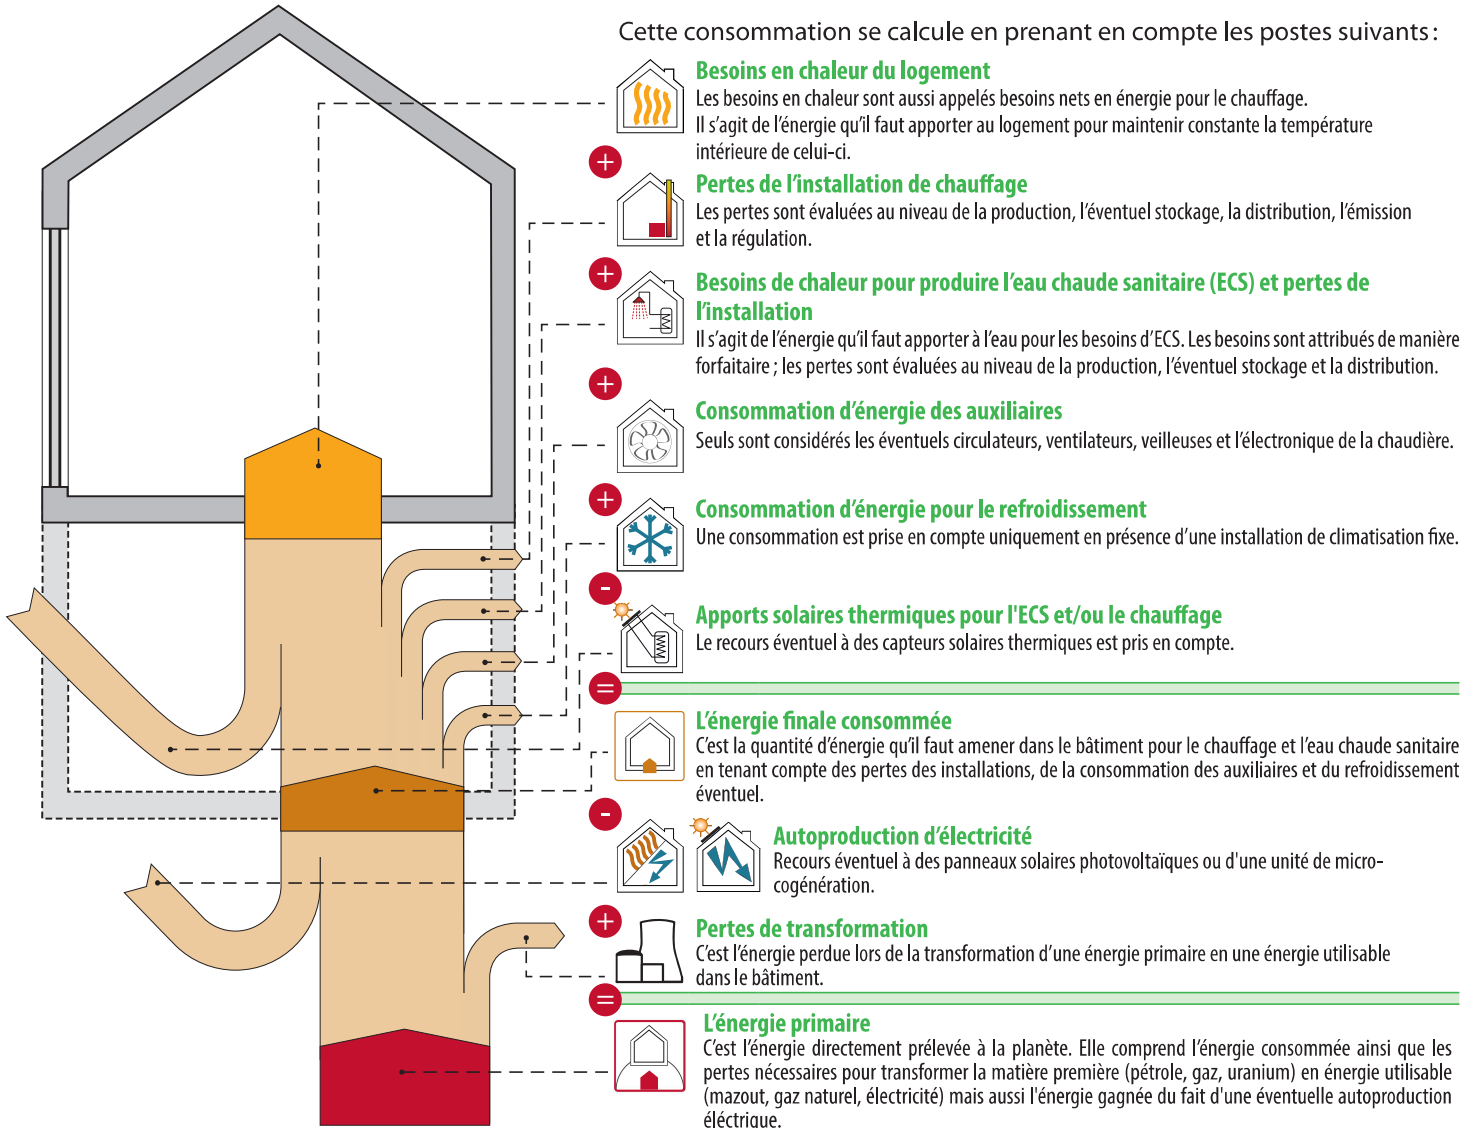 Cette consommation se calcule en prenant en compte les postes suivants :
Besoins en chaleur du logement
Les besoins en chaleur sont aussi appelés besoins nets en énergie pour le chauffage.
Il s'agit de l'énergie qu'il faut apporter au logement pour maintenir constante la température
intérieure de celui-ci.
+
Pertes de l'installation de chauffage
Les pertes sont évaluées au niveau de la production, l'éventuel stockage, la distribution, l'émission
et la régulation.
+
Besoins de chaleur pour produire l'eau chaude sanitaire (ECS) et pertes de
l'installation
Il s'agit de l'énergie qu'il faut apporter à l'eau pour les besoins d'ECS. Les besoins sont attribués de manière
forfaitaire ; les pertes sont évaluées au niveau de la production, l'éventuel stockage et la distribution.
+
Consommation d'énergie des auxiliaires
Seuls sont considérés les éventuels circulateurs, ventilateurs, veilleuses et l'électronique de la chaudière.
+
Consommation d'énergie pour le refroidissement
Une consommation est prise en compte uniquement en présence d'une installation de climatisation fixe.
-
Apports solaires thermiques pour l'ECS et/ou le chauffage
Le recours éventuel à des capteurs solaires thermiques est pris en compte.
=
L'énergie finale consommée
C'est la quantité d'énergie qu'il faut amener dans le bâtiment pour le chauffage et l'eau chaude sanitaire
en tenant compte des pertes des installations, de la consommation des auxiliaires et du refroidissement
éventuel.
-
Autoproduction d'électricité
Recours éventuel à des panneaux solaires photovoltaïques ou d'une unité de micro-
cogénération.
+
Pertes de transformation
C'est l'énergie perdue lors de la transformation d'une énergie primaire en une énergie utilisable
dans le bâtiment.
=
L'énergie primaire
C'est l'énergie directement prélevée à la planète. Elle comprend l'énergie consommée ainsi que les
pertes nécessaires pour transformer la matière première (pétrole, gaz, uranium) en énergie utilisable
(mazout, gaz naturel, électricité) mais aussi l'énergie gagnée du fait d'une éventuelle autoproduction
éléctrique.